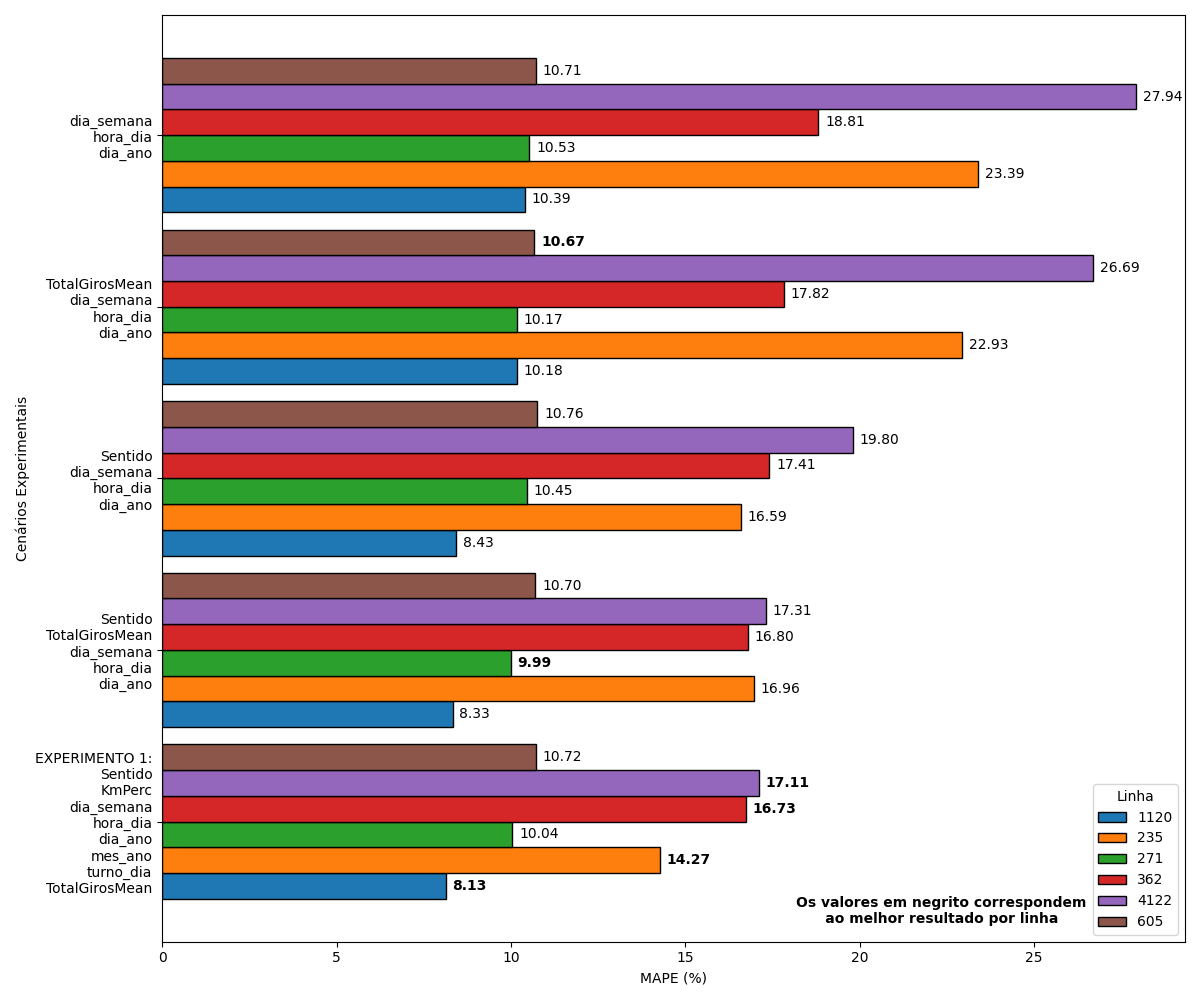 Cenários Experimentais
dia_semana
hora_dia
dia_ano
10.71
27.94
18.81
10.53
23.39
10.39
TotalGirosMean
dia_semana
hora_dia
dia_ano
10.67
26.69
17.82
10.17
22.93
10.18
Sentido
dia_semana
hora_dia
dia_ano
10.76
19.80
17.41
10.45
16.59
8.43
Sentido
TotalGirosMean
dia_semana
hora_dia
dia_ano
10.70
17.31
16.80
9.99
16.96
8.33
EXPERIMENTO 1:
Sentido
KmPerc
dia_semana
hora_dia
dia_ano
mes_ano
turno_dia
TotalGirosMean
10.72
17.11
16.73
10.04
14.27
8.13
Linha
1120
235
271
362
4122
605
Os valores em negrito correspondem
ao melhor resultado por linha
0 5 10 15 20 25
MAPE (%)